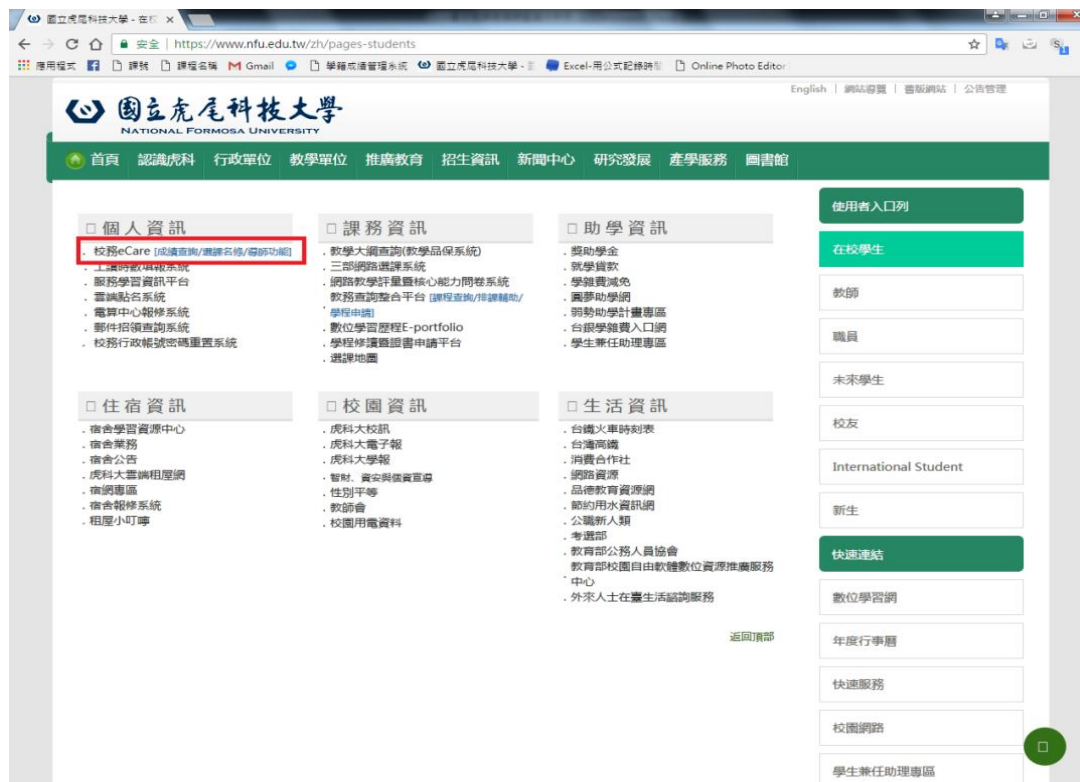 國立虎尾科技大學 - 在校
安全 | https://www.nfu.edu.tw/zh/pages-students
應用程式 課號 課程名稱 Gmail 學籍成績管理系統 國立虎尾科技大學 - Excel-用公式記錄時 Online Photo Editor
English | 網站導覽 | 舊版網站 | 公告管理
國立虎尾科技大學
NATIONAL FORMOSA UNIVERSITY
首頁 認識虎科 行政單位 教學單位 推廣教育 招生資訊 新聞中心 研究發展 產學服務 圖書館
個人資訊
. 校務eCare [成績查詢/選課名條/導師功能]
. 工讀時數填報系統
. 服務學習資訊平台
. 雲端點名系統
. 電算中心報修系統
. 郵件招領查詢系統
. 校務行政帳號密碼重置系統
課務資訊
. 教學大綱查詢(教學品保系統)
. 三部網路選課系統
. 網路教學評量暨核心能力問卷系統
. 教務查詢整合平台 [課程查詢/排課輔助/
學程申請]
. 數位學習歷程E-portfolio
. 學程修讀暨證書申請平台
. 選課地圖
助學資訊
. 獎助學金
. 就學貸款
. 學雜費減免
. 圓夢助學網
. 弱勢助學計畫專區
. 台銀學雜費入口網
. 學生兼任助理專區
住宿資訊
. 宿舍學習資源中心
. 宿舍業務
. 宿舍公告
. 虎科大雲端租屋網
. 宿網專區
. 宿舍報修系統
. 租屋小叮嚀
校園資訊
. 虎科大校訊
. 虎科大電子報
. 虎科大學報
. 智財、資安與個資宣導
. 性別平等
. 教師會
. 校園用電資料
生活資訊
. 台鐵火車時刻表
. 台灣高鐵
. 消費合作社
. 網路資源
. 品德教育資源網
. 節約用水資訊網
. 公職新人類
. 考選部
. 教育部公務人員協會
. 教育部校園自由軟體數位資源推廣服務
中心
. 外來人士在臺生活諮詢服務
返回頂部
使用者入口列
在校學生
教師
職員
未來學生
校友
International Student
新生
快速連結
數位學習網
年度行事曆
快速服務
校園網路
學生兼任助理專區